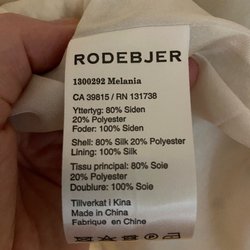 RODEBJER
1300292 Melania
CA 39815 / RN 131738
Yttertyg: 80% Siden
20% Polyester
Foder: 100% Siden
Shell: 80% Silk 20% Polyester
Lining: 100% Silk
Tissu principal: 80% Soie
20% Polyester
Doublure: 100% Soie
Tillverkat i Kina
Made in China
Fabrique en Chine